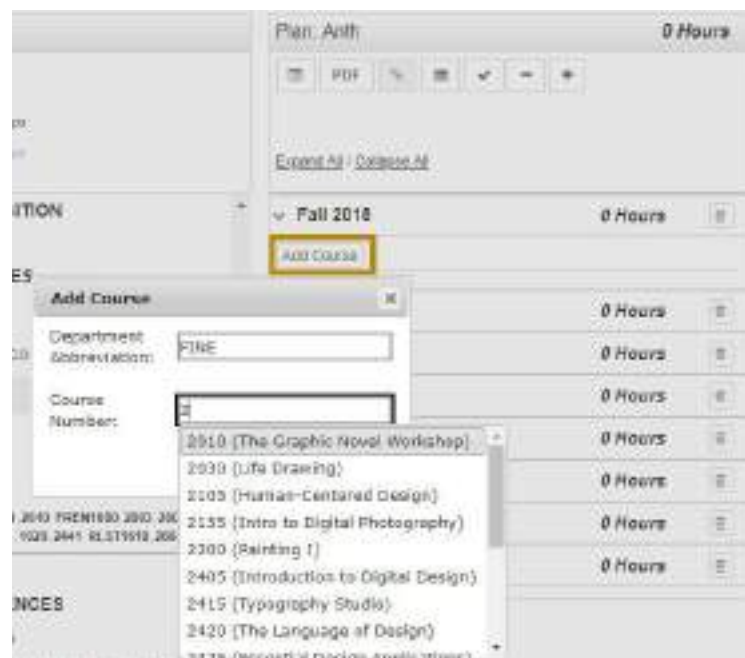 Plan: Anth 0 Hours
PDF
Expand All / Collapse All
ITION
Fall 2018 0 Hours
Add Course
ES
Add Course
0 Hours
Department
Abbreviation:
FINE
0 Hours
Course
Number:
2
0 Hours
2010 (The Graphic Novel Workshop)
0 Hours
2030 (Life Drawing)
0 Hours
2105 (Human-Centered Design)
2135 (Intro to Digital Photography)
0 Hours
2300 (Painting I)
0 Hours
2405 (Introduction to Digital Design)
2415 (Typography Studio)
NCES
2420 (The Language of Design)
(Essential Design Applications)